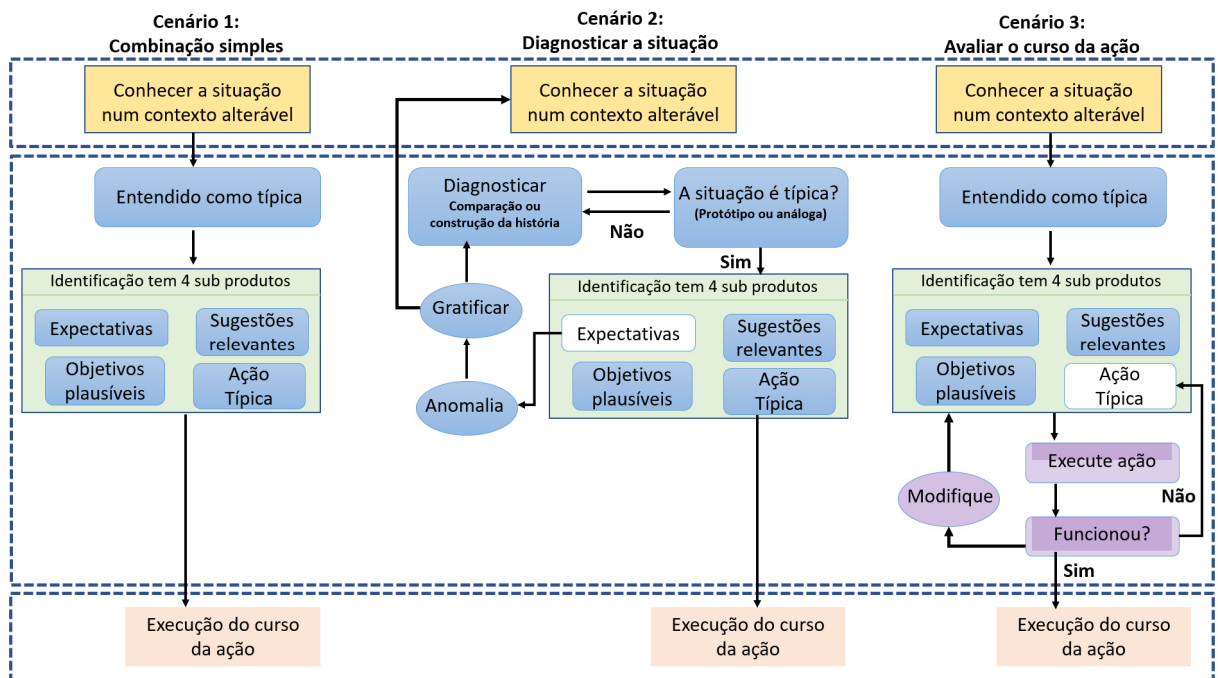 Cenário 1:
Combinação simples
Conhecer a situação
num contexto alterável
Entendido como típica
Identificação tem 4 sub produtos
Expectativas
Sugestões
relevantes
Objetivos
plausíveis
Ação
Típica
Execução do curso
da ação
Cenário 2:
Diagnosticar a situação
Conhecer a situação
num contexto alterável
Diagnosticar
Comparação ou
construção da história
A situação é típica?
(Protótipo ou análoga)
Não
Sim
Gratificar
Anomalia
Identificação tem 4 sub produtos
Expectativas
Sugestões
relevantes
Objetivos
plausíveis
Ação
Típica
Execução do curso
da ação
Cenário 3:
Avaliar o curso da ação
Conhecer a situação
num contexto alterável
Entendido como típica
Identificação tem 4 sub produtos
Expectativas
Sugestões
relevantes
Objetivos
plausíveis
Ação
Típica
Execute ação
Modifique
Não
Funcionou?
Sim
Execução do curso
da ação